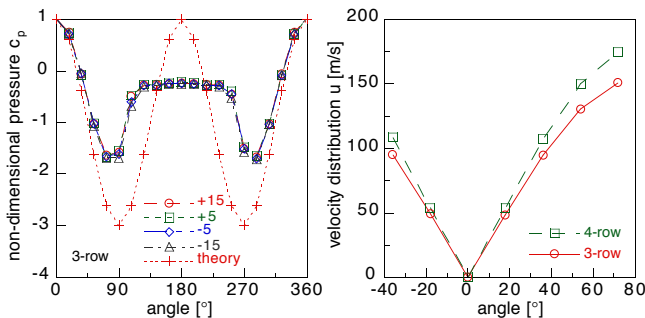 non-dimensional pressure cp
1
0
-1
-2
-3
-4
+15
+5
-5
-15
theory
3-row
0 90 180 270 360
angle [°]
velocity distribution u [m/s]
200
150
100
50
0
4-row
3-row
-40 -20 0 20 40 60 80
angle [°]